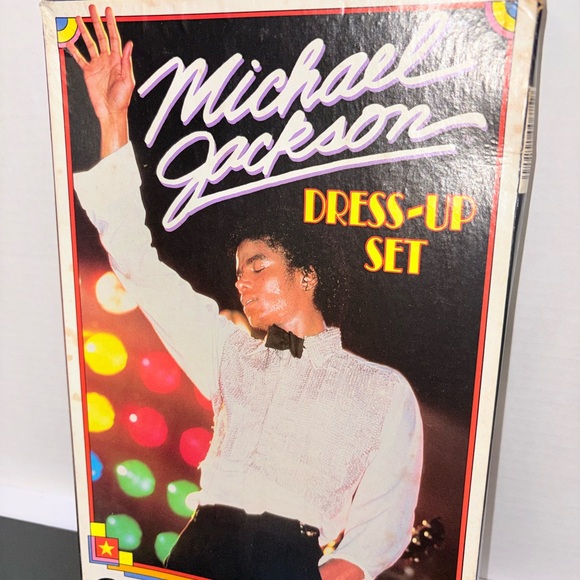 Michael
Jackson
DRESS-UP
SET